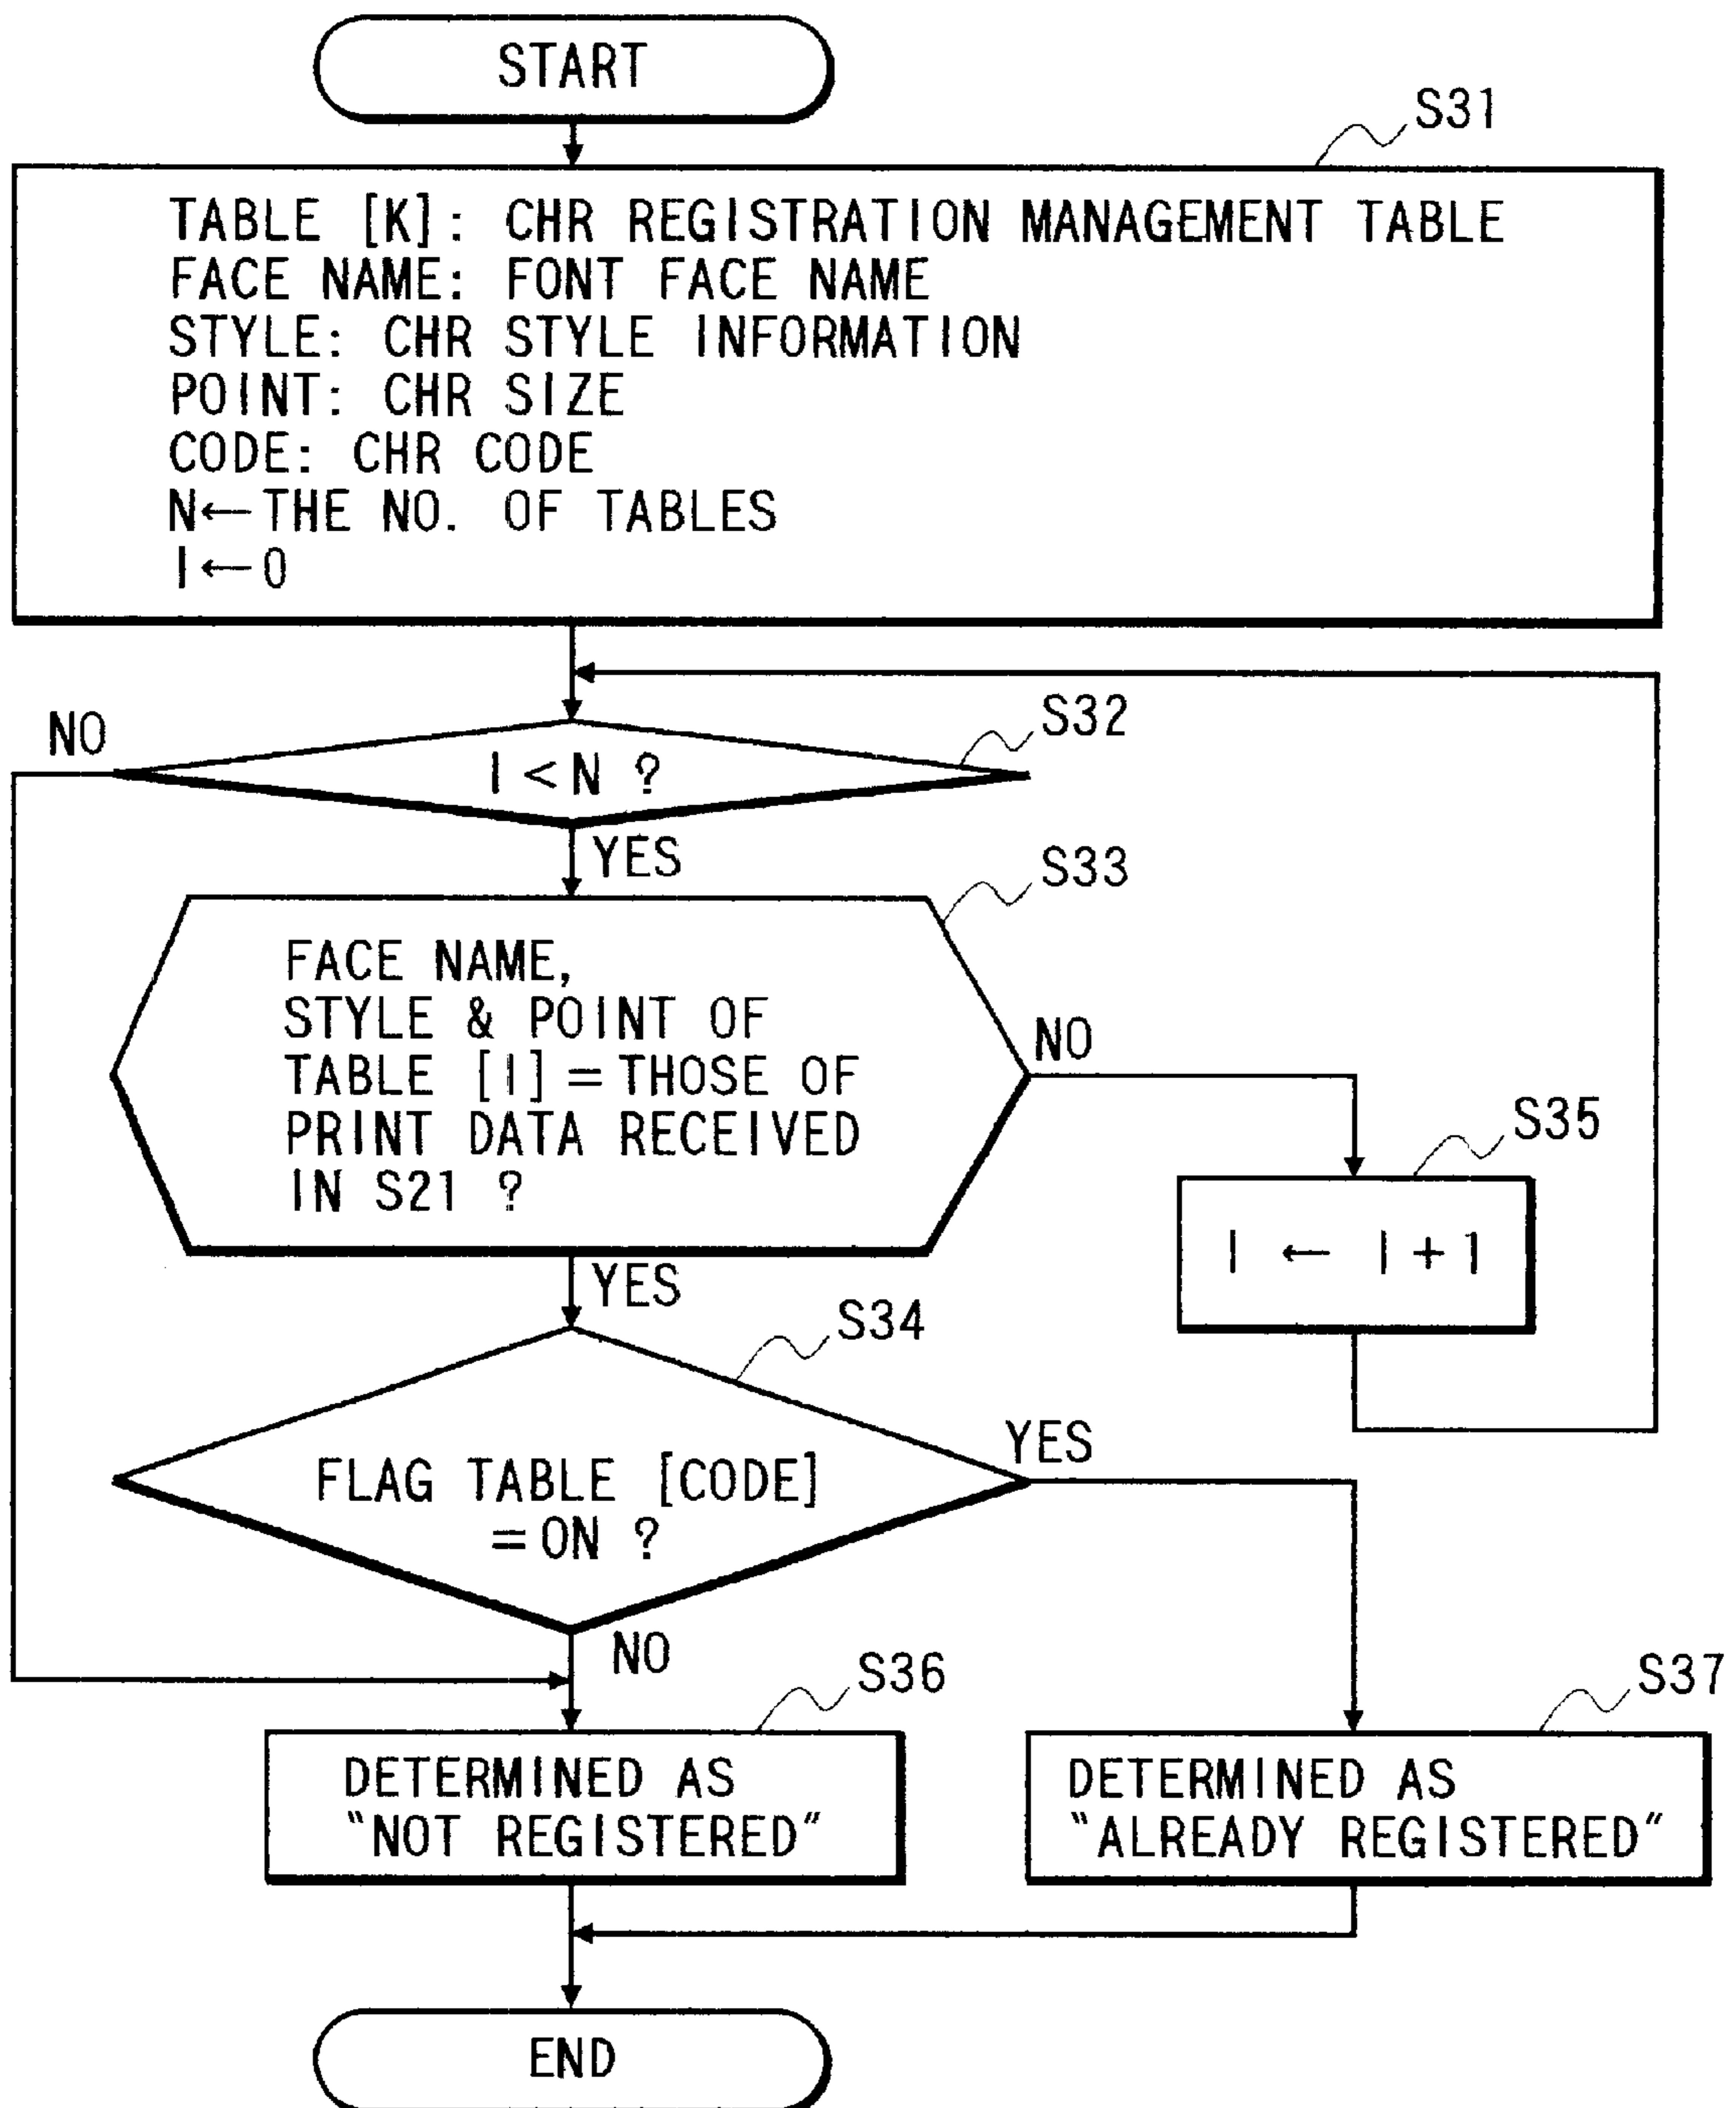 START
S31
TABLE [K]: CHR REGISTRATION MANAGEMENT TABLE
FACE NAME: FONT FACE NAME
STYLE: CHR STYLE INFORMATION
POINT: CHR SIZE
CODE: CHR CODE
N←THE NO. OF TABLES
I←0
S32
NO
I<N ?
YES
S33
FACE NAME,
STYLE & POINT OF
TABLE [I]=THOSE OF
PRINT DATA RECEIVED
IN S21 ?
NO
S35
I ← I+1
YES
S34
YES
FLAG TABLE [CODE]
=ON ?
NO
S36
S37
DETERMINED AS
"NOT REGISTERED"
DETERMINED AS
"ALREADY REGISTERED"
END